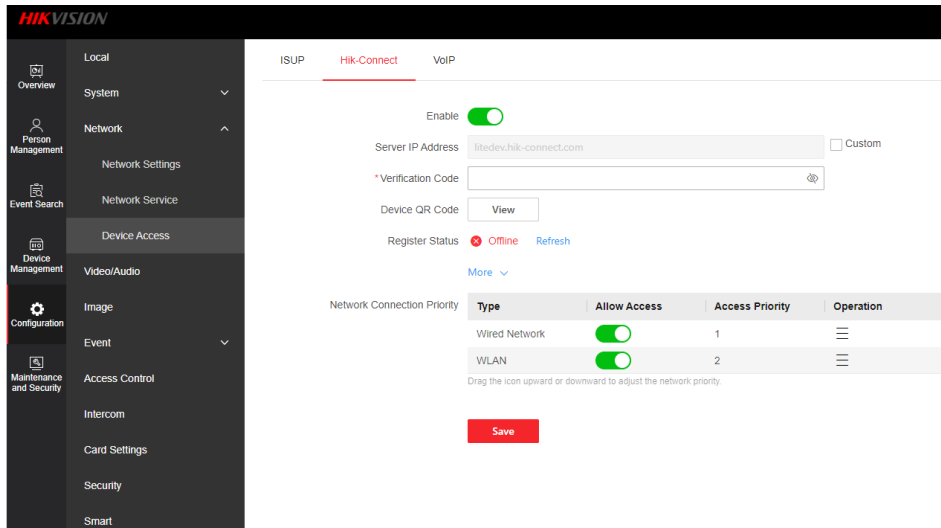 HIKVISION
Overview
Person
Management
Event Search
Device
Management
Configuration
Maintenance
and Security
Local
System
Network
Network Settings
Network Service
Device Access
Video/Audio
Image
Event
Access Control
Intercom
Card Settings
Security
Smart
ISUP Hik-Connect VoIP
Enable
Server IP Address litedev.hik-connect.com Custom
*Verification Code
Device QR Code View
Register Status Offline Refresh
More
Network Connection Priority Type Allow Access Access Priority Operation
Wired Network 1
WLAN 2
Drag the icon upward or downward to adjust the network priority.
Save